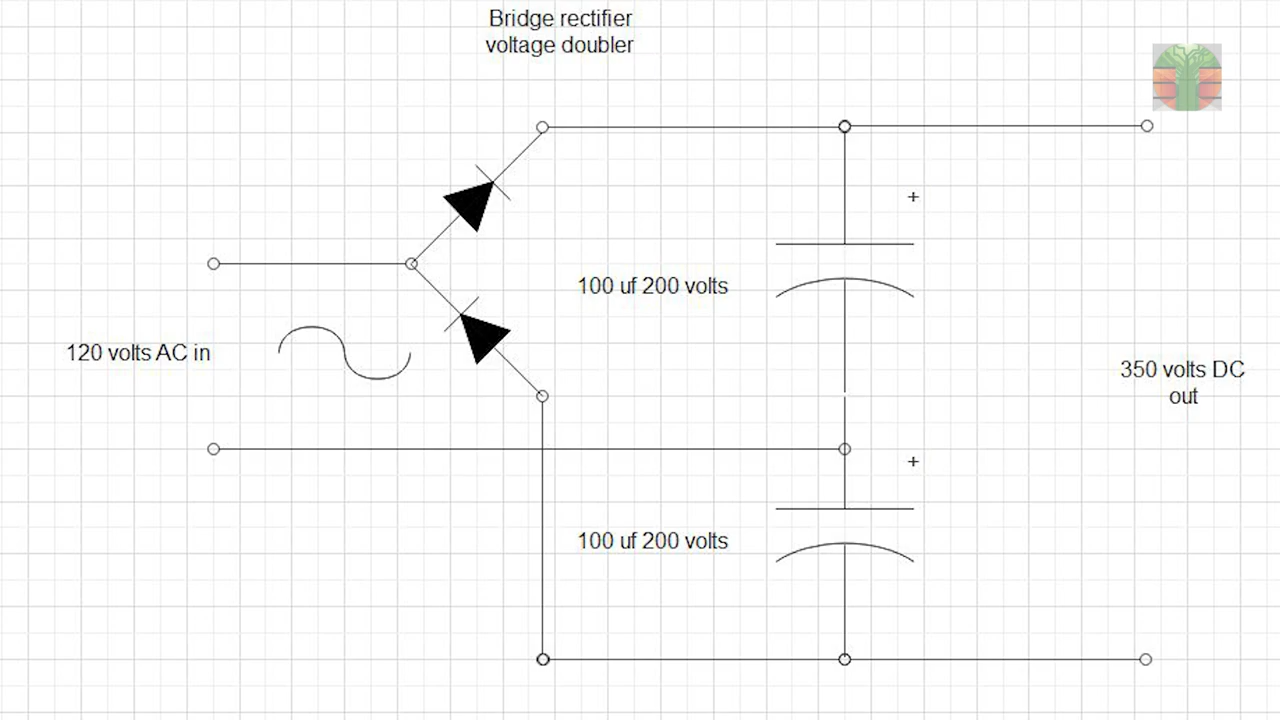 Bridge rectifier
voltage doubler
+
100 uf 200 volts
120 volts AC in
350 volts DC
out
+
100 uf 200 volts